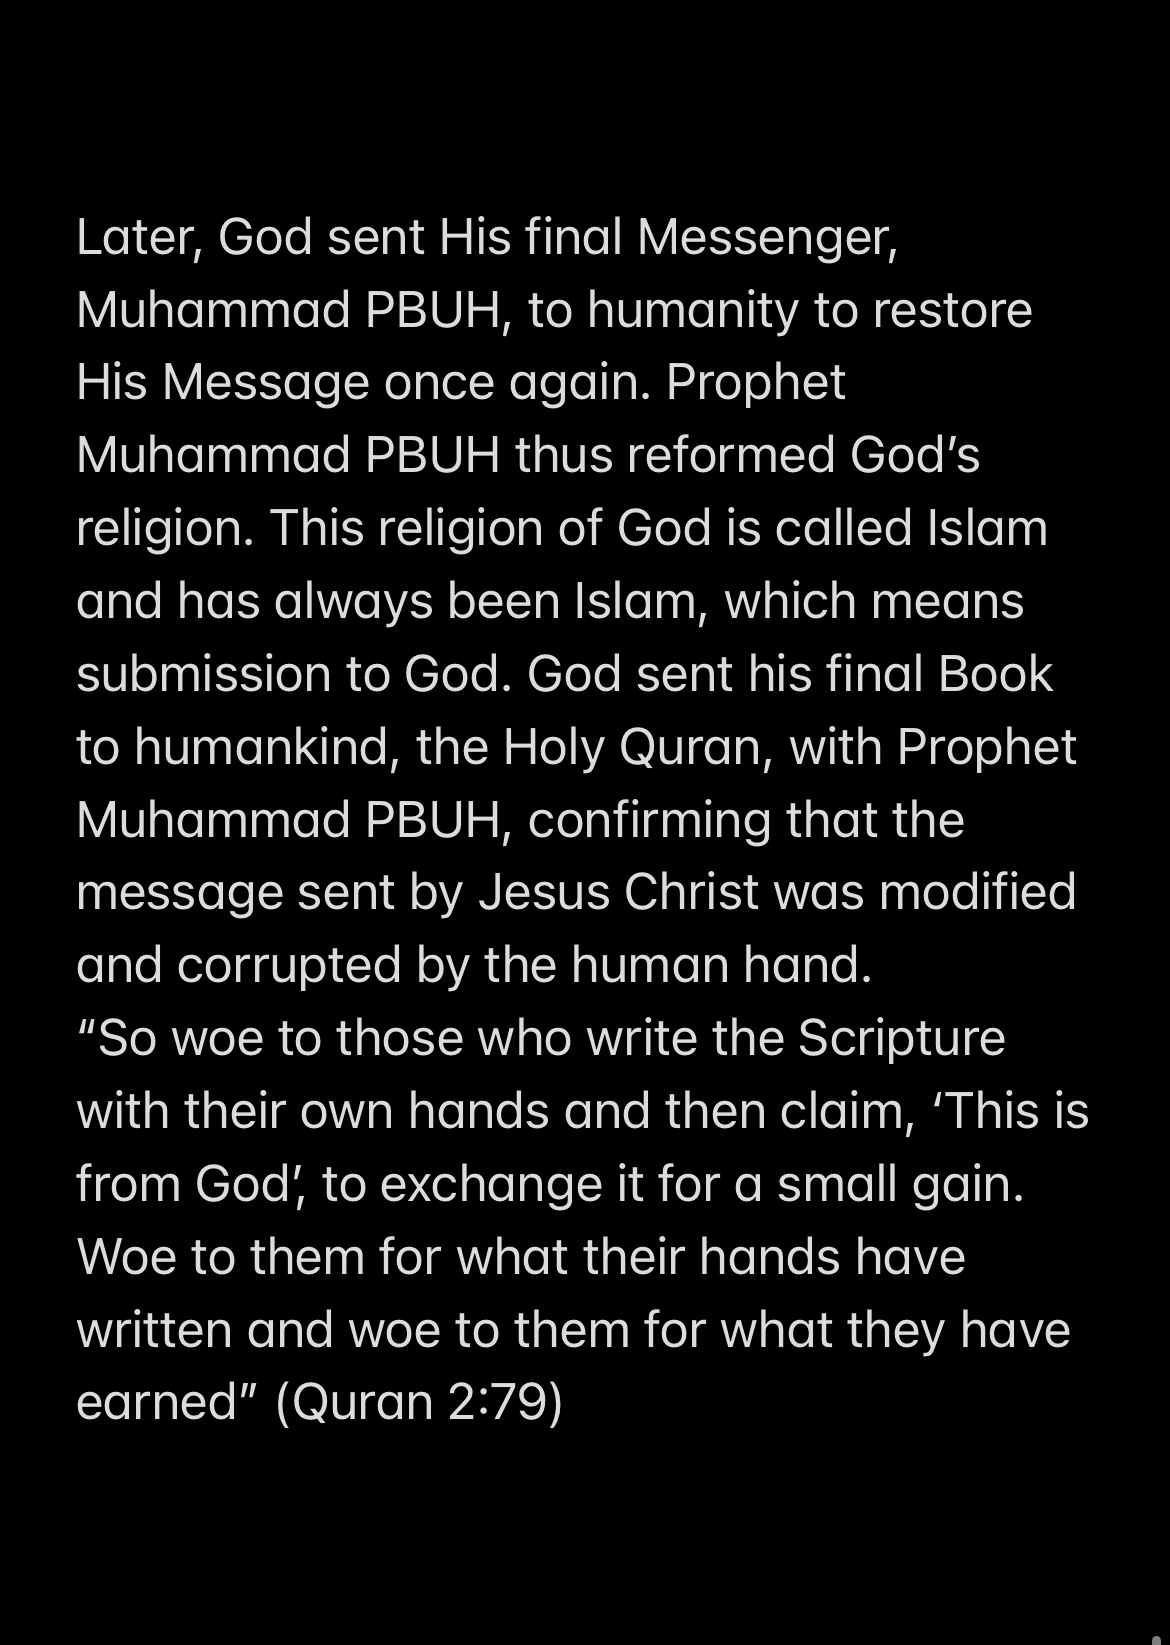 Later, God sent His final Messenger,
Muhammad PBUH, to humanity to restore
His Message once again. Prophet
Muhammad PBUH thus reformed God’s
religion. This religion of God is called Islam
and has always been Islam, which means
submission to God. God sent his final Book
to humankind, the Holy Quran, with Prophet
Muhammad PBUH, confirming that the
message sent by Jesus Christ was modified
and corrupted by the human hand.
“So woe to those who write the Scripture
with their own hands and then claim, ‘This is
from God’, to exchange it for a small gain.
Woe to them for what their hands have
written and woe to them for what they have
earned” (Quran 2:79)